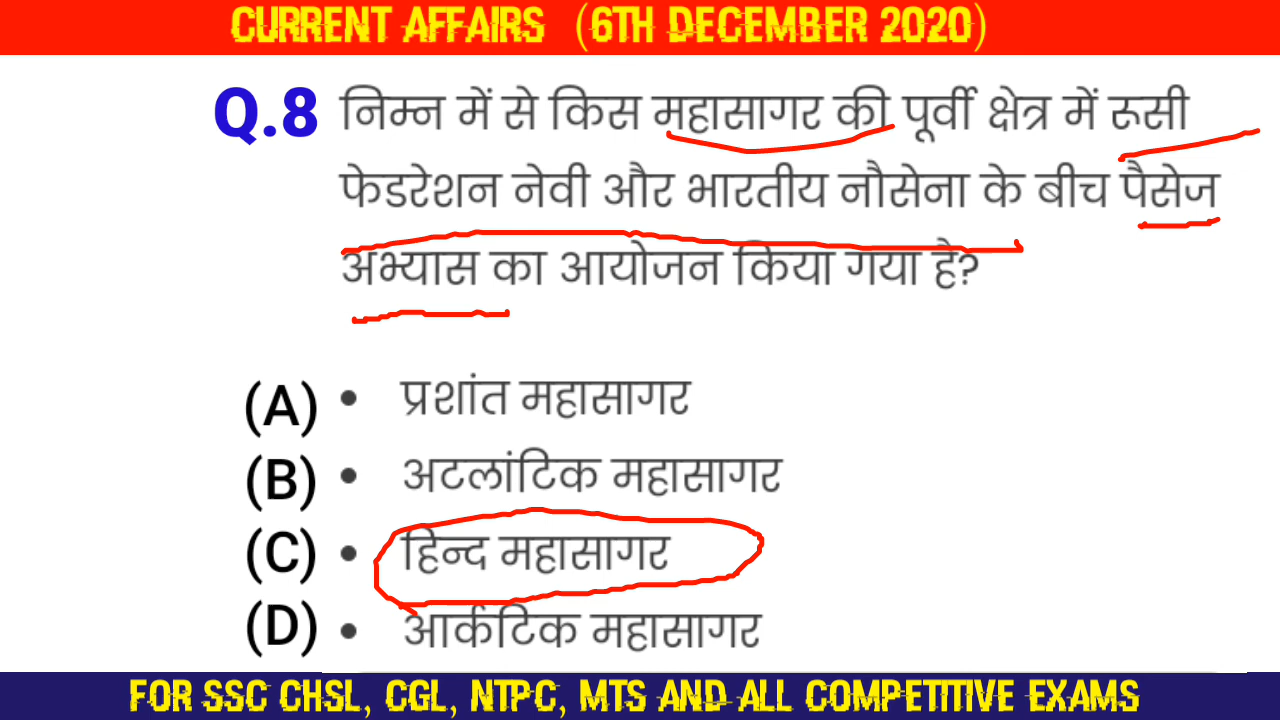 CURRENT AFFAIRS (6TH DECEMBER 2020)
Q.8 निम्न में से किस महासागर की पूर्वी क्षेत्र में रूसी
फेडरेशन नेवी और भारतीय नौसेना के बीच पैसेज
अभ्यास का आयोजन किया गया है?
(A) • प्रशांत महासागर
(B) • अटलांटिक महासागर
(C) • हिन्द महासागर
(D) • आर्कटिक महासागर
FOR SSC CHSL, CGL, NTPC, MTS AND ALL COMPETITIVE EXAMS